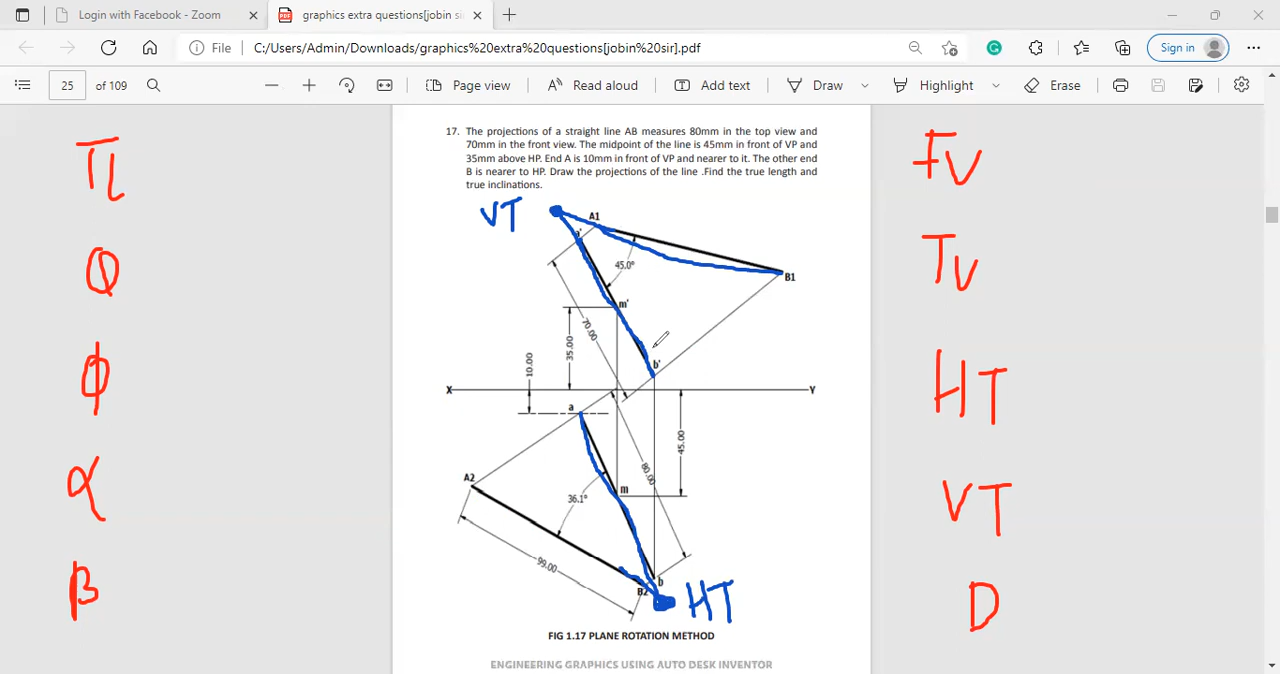 Login with Facebook - Zoom
graphics extra questions[jobin si
File
C:/Users/Admin/Downloads/graphics%20extra%20questions[jobin%20sir].pdf
Sign in
25 of 109
Page view
Read aloud
Add text
Draw
Highlight
Erase
17. The projections of a straight line AB measures 80mm in the top view and
70mm in the front view. The midpoint of the line is 45mm in front of VP and
35mm above HP. End A is 10mm in front of VP and nearer to it. The other end
B is nearer to HP. Draw the projections of the line .Find the true length and
true inclinations.
TL
θ
ϕ
α
β
FV
TV
HT
VT
D
VT
A1
a'
45.0°
B1
m'
70.00
35.00
10.00
b'
X
Y
a
45.00
80.00
A2
m
36.1°
99.00
b
B2
HT
FIG 1.17 PLANE ROTATION METHOD
ENGINEERING GRAPHICS USING AUTO DESK INVENTOR